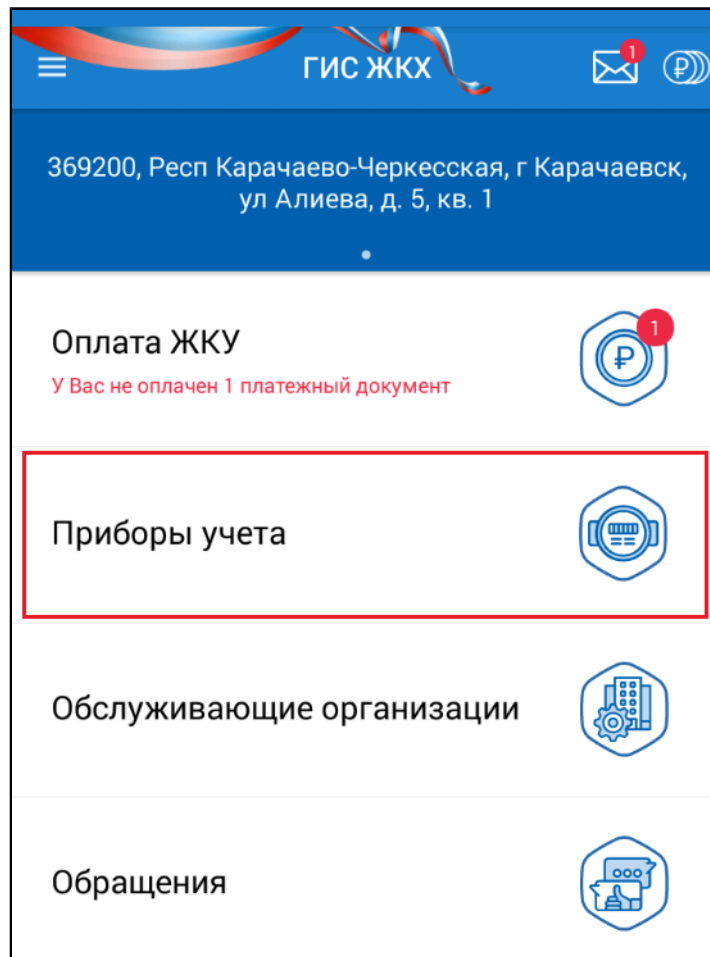 ГИС ЖКХ
1
369200, Респ Карачаево-Черкесская, г Карачаевск,
ул Алиева, д. 5, кв. 1
Оплата ЖКУ
1
У Вас не оплачен 1 платежный документ
Приборы учета
Обслуживающие организации
Обращения